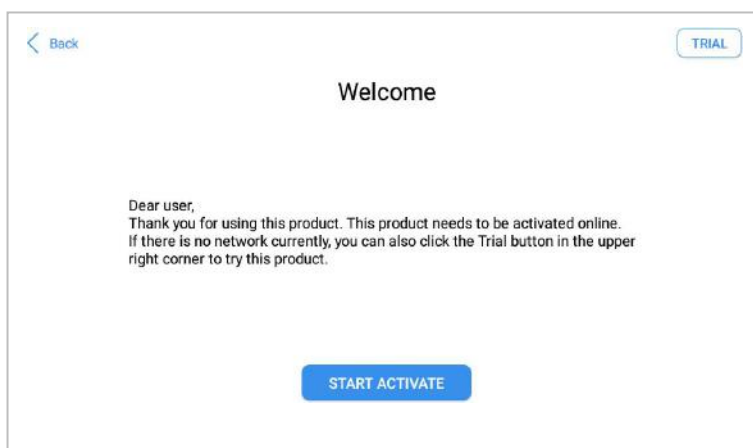 Back
TRIAL
Welcome
Dear user,
Thank you for using this product. This product needs to be activated online.
If there is no network currently, you can also click the Trial button in the upper
right corner to try this product.
START ACTIVATE